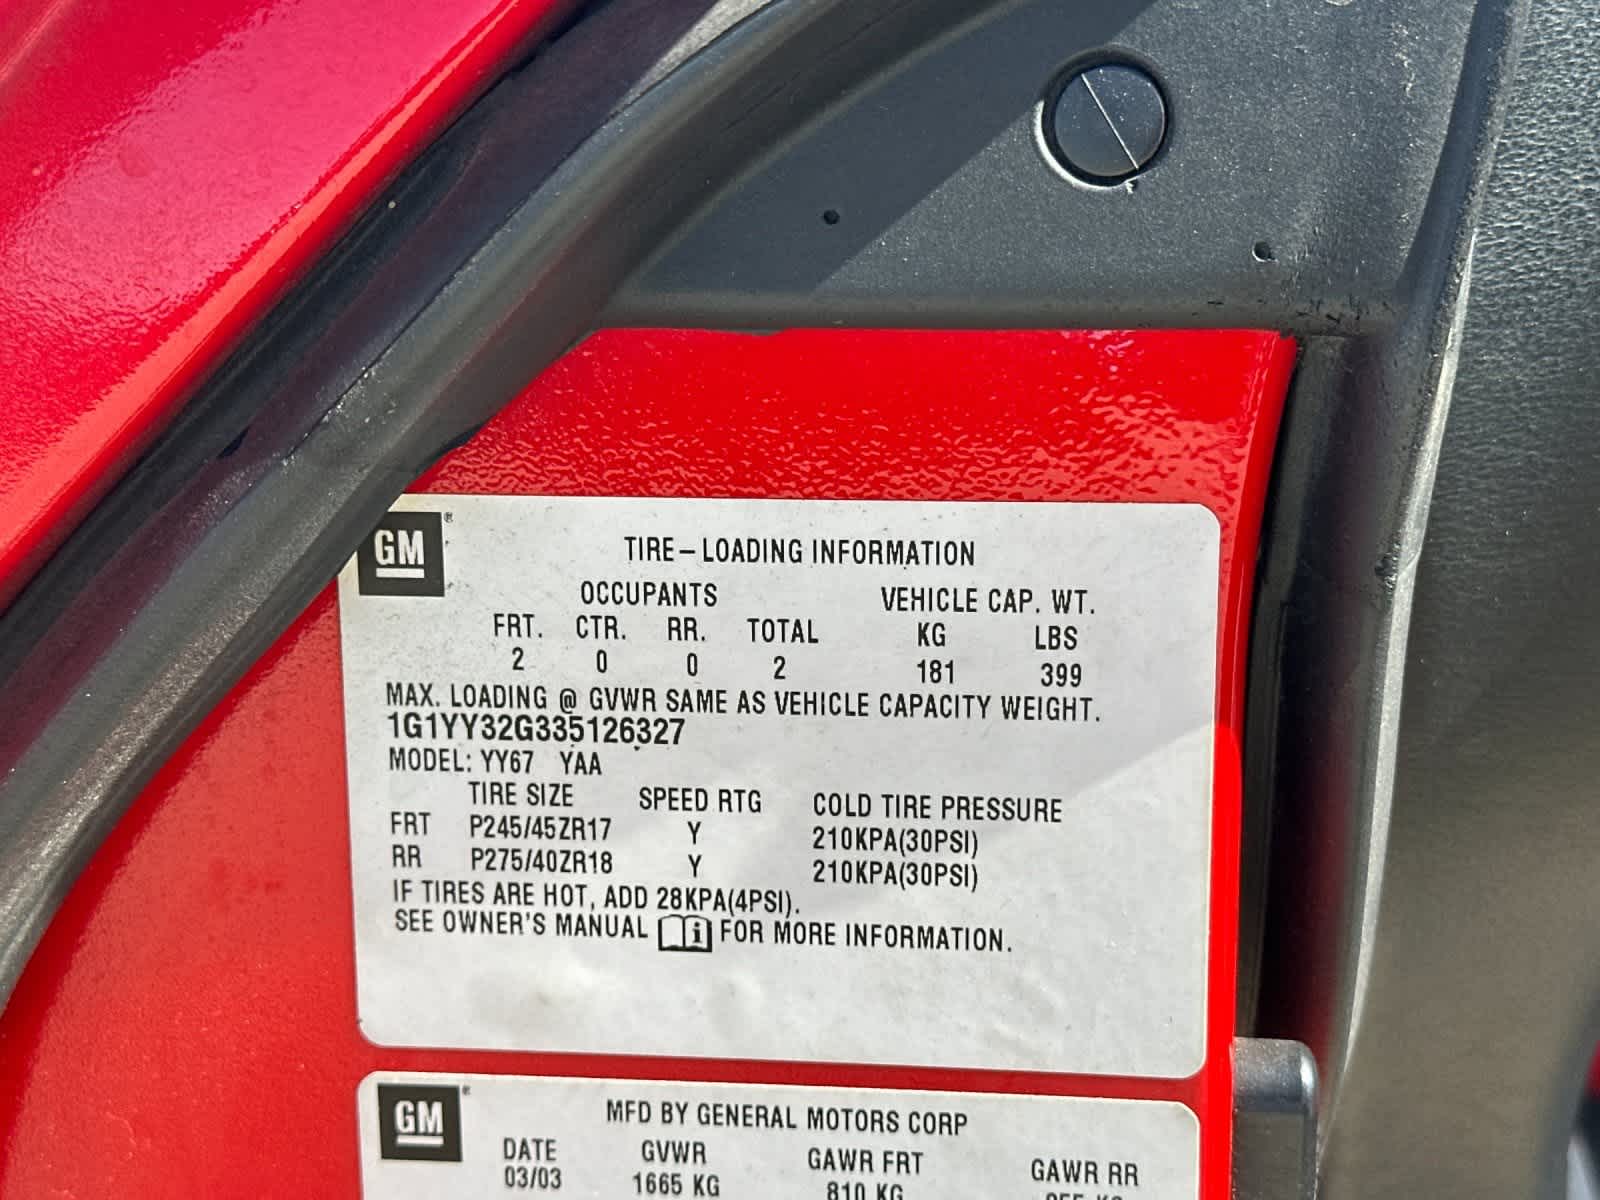 GM®
TIRE–LOADING INFORMATION
OCCUPANTS VEHICLE CAP. WT.
FRT. CTR. RR. TOTAL KG LBS
2 0 0 2 181 399
MAX. LOADING @ GVWR SAME AS VEHICLE CAPACITY WEIGHT.
1G1YY32G335126327
MODEL: YY67 YAA
TIRE SIZE SPEED RTG COLD TIRE PRESSURE
FRT P245/45ZR17 Y 210KPA(30PSI)
RR P275/40ZR18 Y 210KPA(30PSI)
IF TIRES ARE HOT, ADD 28KPA(4PSI).
SEE OWNER'S MANUAL i FOR MORE INFORMATION.
GM®
MFD BY GENERAL MOTORS CORP
DATE GVWR GAWR FRT GAWR RR
03/03 1665 KG 810 KG